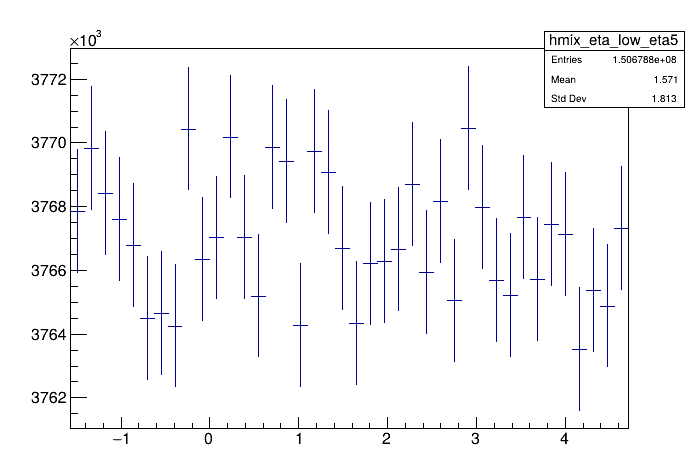 ×10³
hmix_eta_low_eta5
Entries 1.506788e+08
Mean 1.571
Std Dev 1.813
3772
3770
3768
3766
3764
3762
−1 0 1 2 3 4